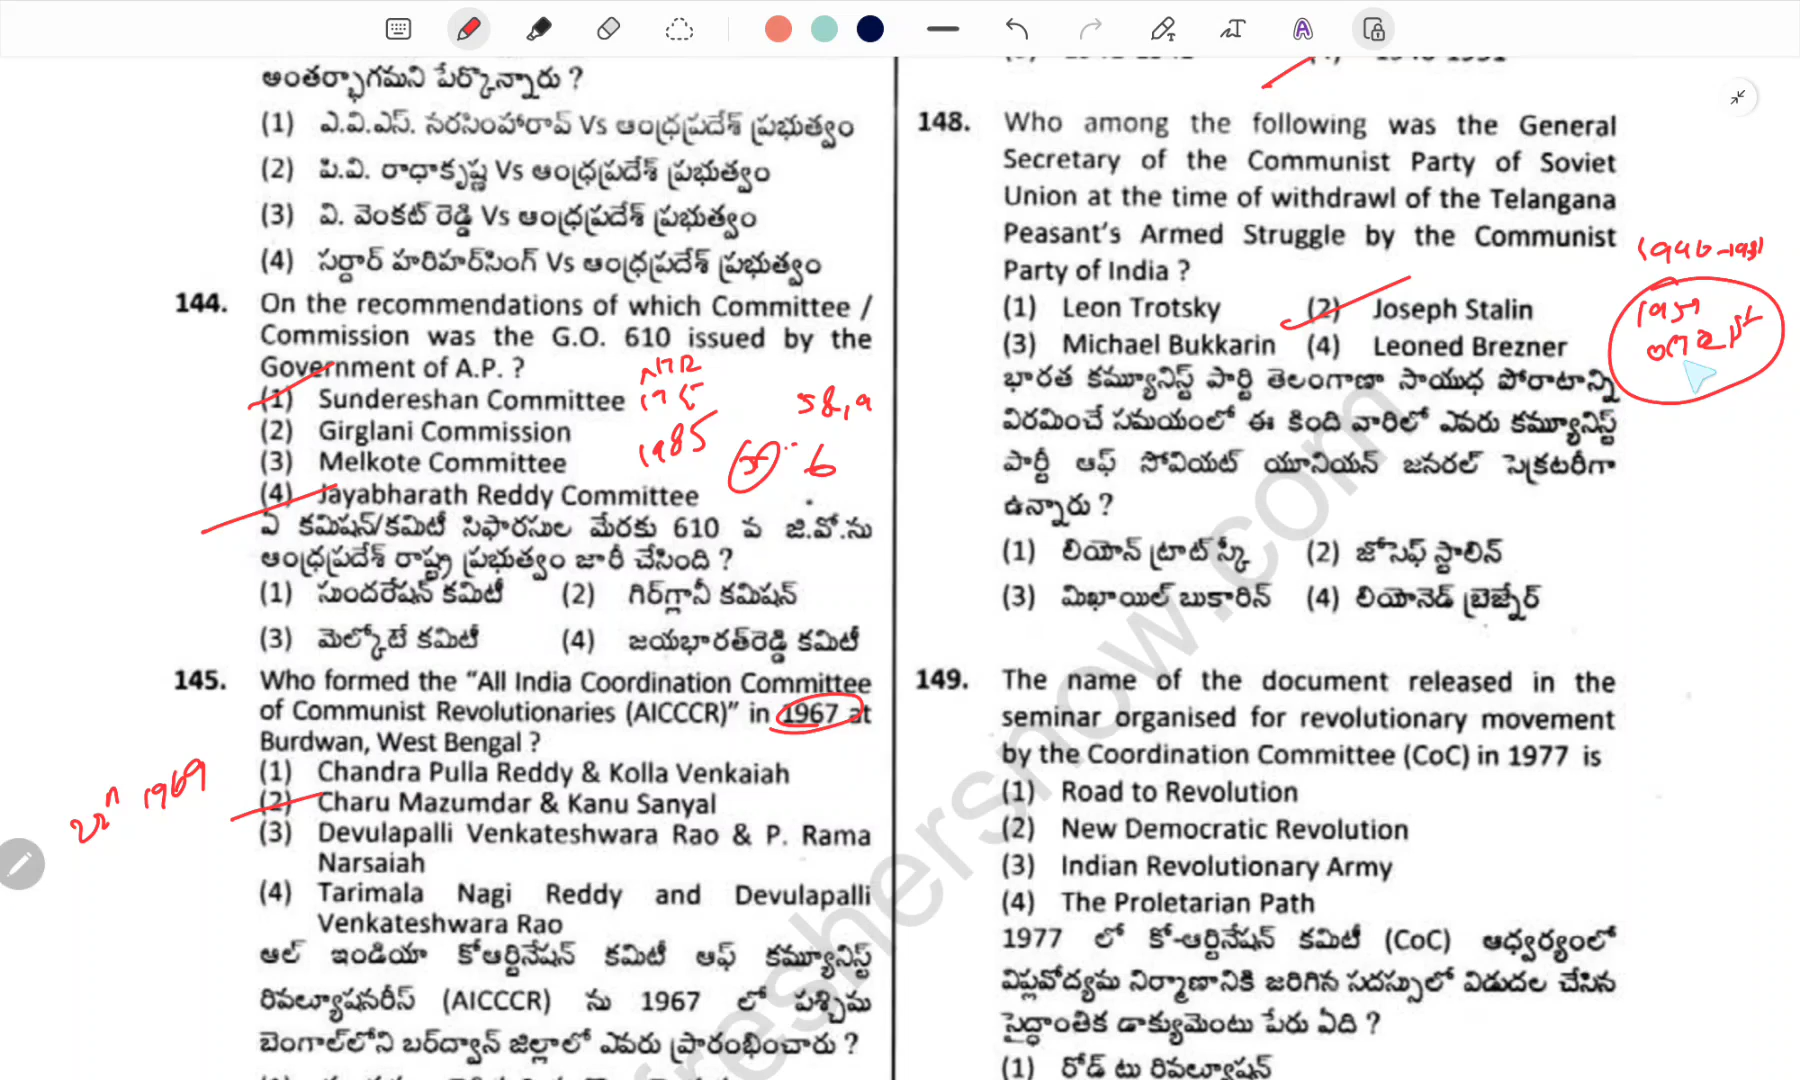 ఆంతర్భాగమని పేర్కొన్నారు ?
(1) ఎ.వి.ఎస్. నరసింహారావ్ Vs ఆంధ్రప్రదేశ్ ప్రభుత్వం
(2) పి.వి. రాధాకృష్ణ Vs ఆంధ్రప్రదేశ్ ప్రభుత్వం
(3) వి. వెంకట్ రెడ్డి Vs ఆంధ్రప్రదేశ్ ప్రభుత్వం
(4) సర్దార్ హరిహర్‌సింగ్ Vs ఆంధ్రప్రదేశ్ ప్రభుత్వం
144. On the recommendations of which Committee /
Commission was the G.O. 610 issued by the
Government of A.P. ?
(1) Sundereshan Committee
(2) Girglani Commission
(3) Melkote Committee
(4) Jayabharath Reddy Committee
1985
58,9
6
ఏ కమిషన్/కమిటీ సిఫారసుల మేరకు 610 వ జి.వో.ను
ఆంధ్రప్రదేశ్ రాష్ట్ర ప్రభుత్వం జారీ చేసింది ?
(1) సుందరేషన్ కమిటీ (2) గిర్‌గ్లానీ కమిషన్
(3) మెల్కోటే కమిటీ (4) జయభారత్‌రెడ్డి కమిటీ
145. Who formed the "All India Coordination Committee
of Communist Revolutionaries (AICCCR)" in 1967 at
Burdwan, West Bengal ?
(1) Chandra Pulla Reddy & Kolla Venkaiah
(2) Charu Mazumdar & Kanu Sanyal
(3) Devulapalli Venkateshwara Rao & P. Rama
Narsaiah
(4) Tarimala Nagi Reddy and Devulapalli
Venkateshwara Rao
1969
ఆల్ ఇండియా కోఆర్డినేషన్ కమిటీ ఆఫ్ కమ్యూనిస్ట్
రివల్యూషనరీస్ (AICCCR) ను 1967 లో పశ్చిమ
బెంగాల్‌లోని బర్‌ద్వాన్ జిల్లాలో ఎవరు ప్రారంభించారు ?
148. Who among the following was the General
Secretary of the Communist Party of Soviet
Union at the time of withdrawl of the Telangana
Peasant's Armed Struggle by the Communist
Party of India ?
(1) Leon Trotsky (2) Joseph Stalin
(3) Michael Bukkarin (4) Leoned Brezner
1946-1951
1951
భారత కమ్యూనిస్ట్ పార్టి తెలంగాణా సాయుధ పోరాటాన్ని
విరమించే సమయంలో ఈ కింది వారిలో ఎవరు కమ్యూనిస్ట్
పార్టీ ఆఫ్ సోవియట్ యూనియన్ జనరల్ సెక్రటరీగా
ఉన్నారు ?
(1) లియోన్ ట్రాట్‌స్కీ (2) జోసెఫ్ స్టాలిన్
(3) మిఖాయిల్ బుకారిన్ (4) లియోనెడ్ బ్రెజ్నేర్
149. The name of the document released in the
seminar organised for revolutionary movement
by the Coordination Committee (CoC) in 1977 is
(1) Road to Revolution
(2) New Democratic Revolution
(3) Indian Revolutionary Army
(4) The Proletarian Path
1977 లో కో-ఆర్డినేషన్ కమిటీ (CoC) ఆధ్వర్యంలో
విప్లవోద్యమ నిర్మాణానికి జరిగిన సదస్సులో విడుదల చేసిన
సైద్ధాంతిక డాక్యుమెంటు పేరు ఏది ?
(1) రోడ్ టు రివల్యూషన్
freshersnow.com